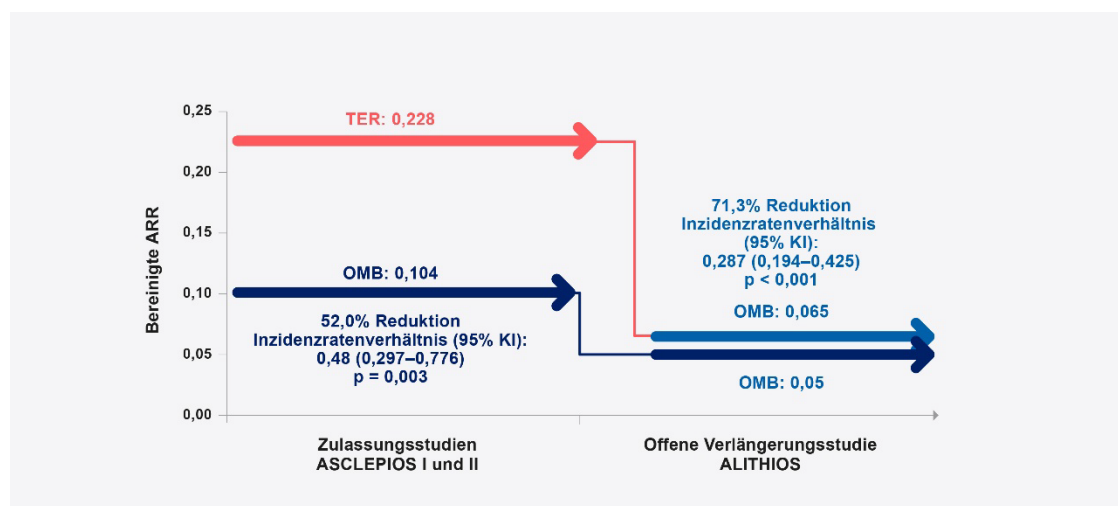 Bereinigte ARR
0,25
0,20
0,15
0,10
0,05
0,00
TER: 0,228
OMB: 0,104
52,0% Reduktion
Inzidenzratenverhältnis (95% KI):
0,48 (0,297–0,776)
p = 0,003
71,3% Reduktion
Inzidenzratenverhältnis
(95% KI):
0,287 (0,194–0,425)
p < 0,001
OMB: 0,065
OMB: 0,05
Zulassungsstudien
ASCLEPIOS I und II
Offene Verlängerungsstudie
ALITHIOS